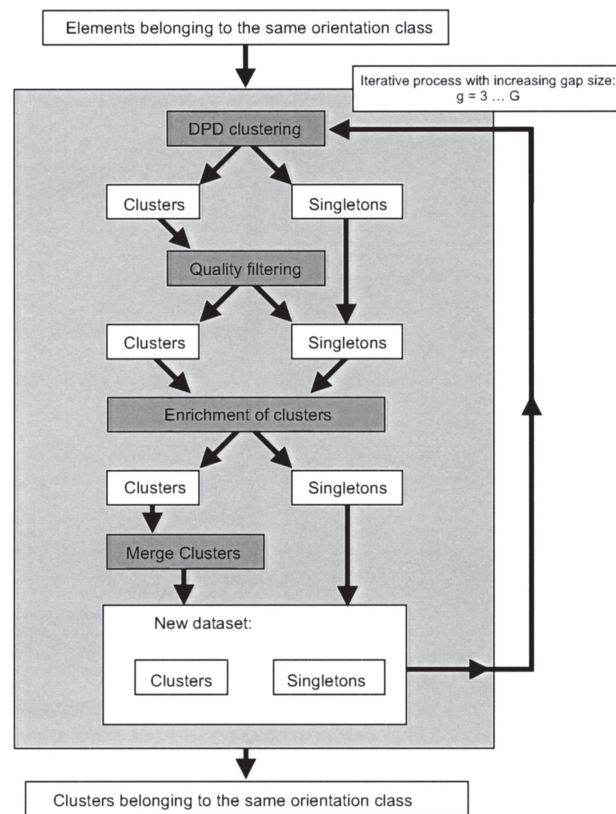 Elements belonging to the same orientation class
Iterative process with increasing gap size:
g = 3 ... G
DPD clustering
Clusters
Singletons
Quality filtering
Clusters
Singletons
Enrichment of clusters
Clusters
Singletons
Merge Clusters
New dataset:
Clusters
Singletons
Clusters belonging to the same orientation class